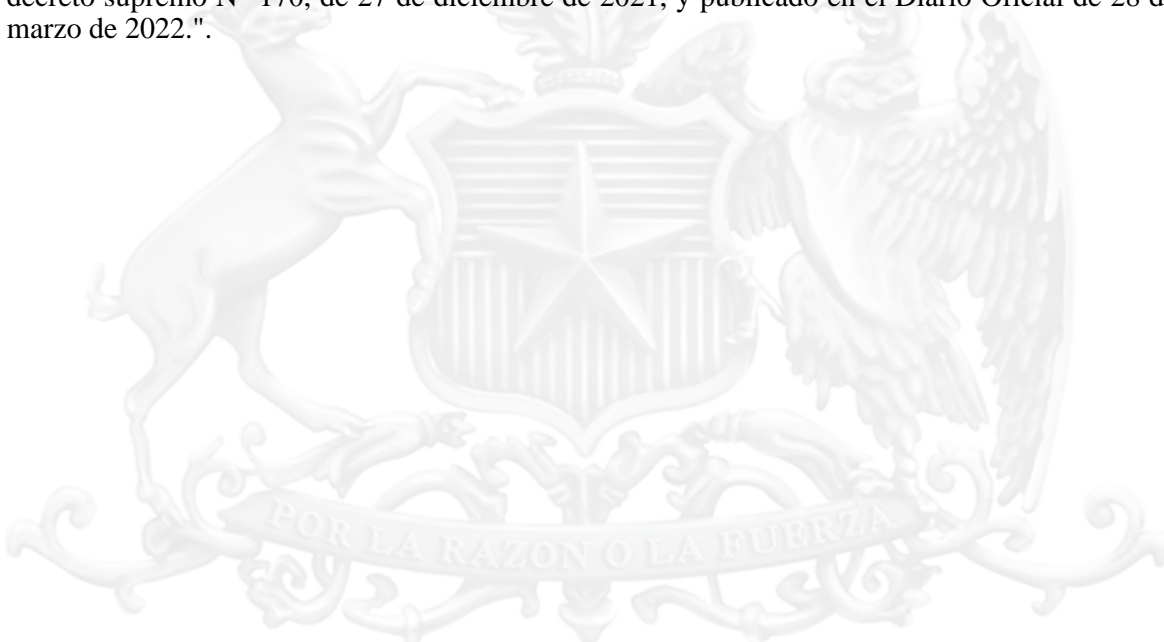 decreto supremo N° 170, de 27 de diciembre de 2021, y publicado en el Diario Oficial de 28 d
marzo de 2022.".
POR LA RAZON O LA FUERZA